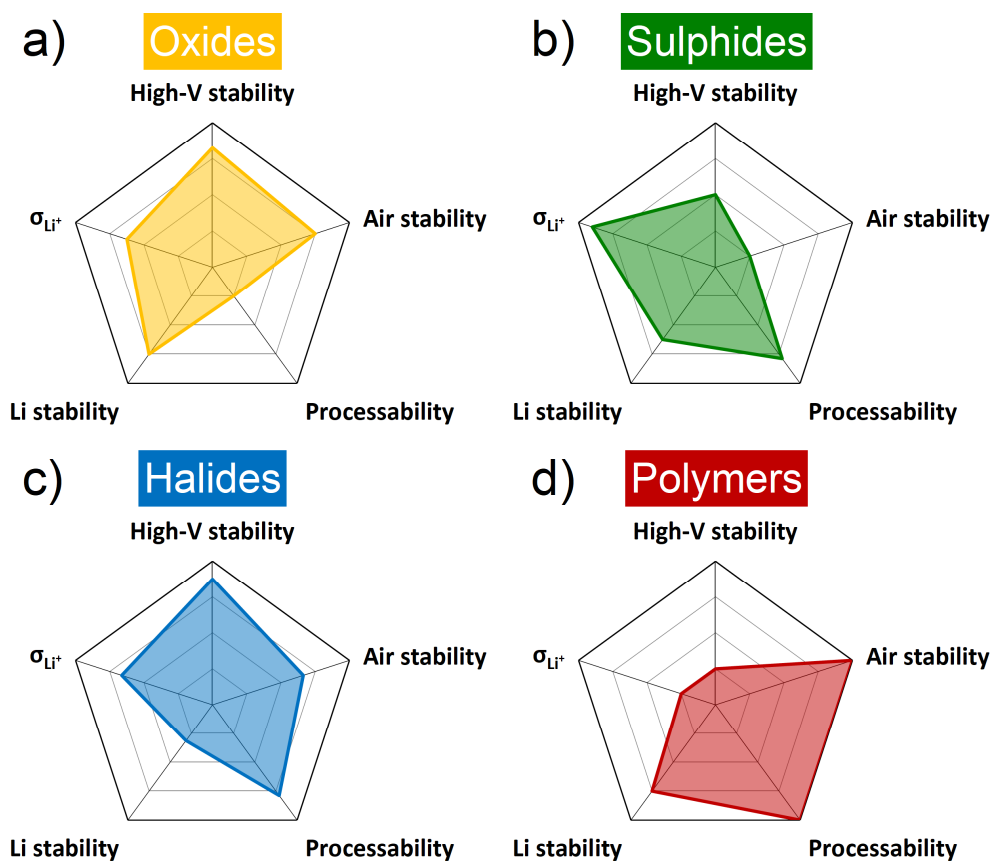 a) Oxides
High-V stability
σLi⁺
Air stability
Li stability
Processability
b) Sulphides
High-V stability
σLi⁺
Air stability
Li stability
Processability
c) Halides
High-V stability
σLi⁺
Air stability
Li stability
Processability
d) Polymers
High-V stability
σLi⁺
Air stability
Li stability
Processability